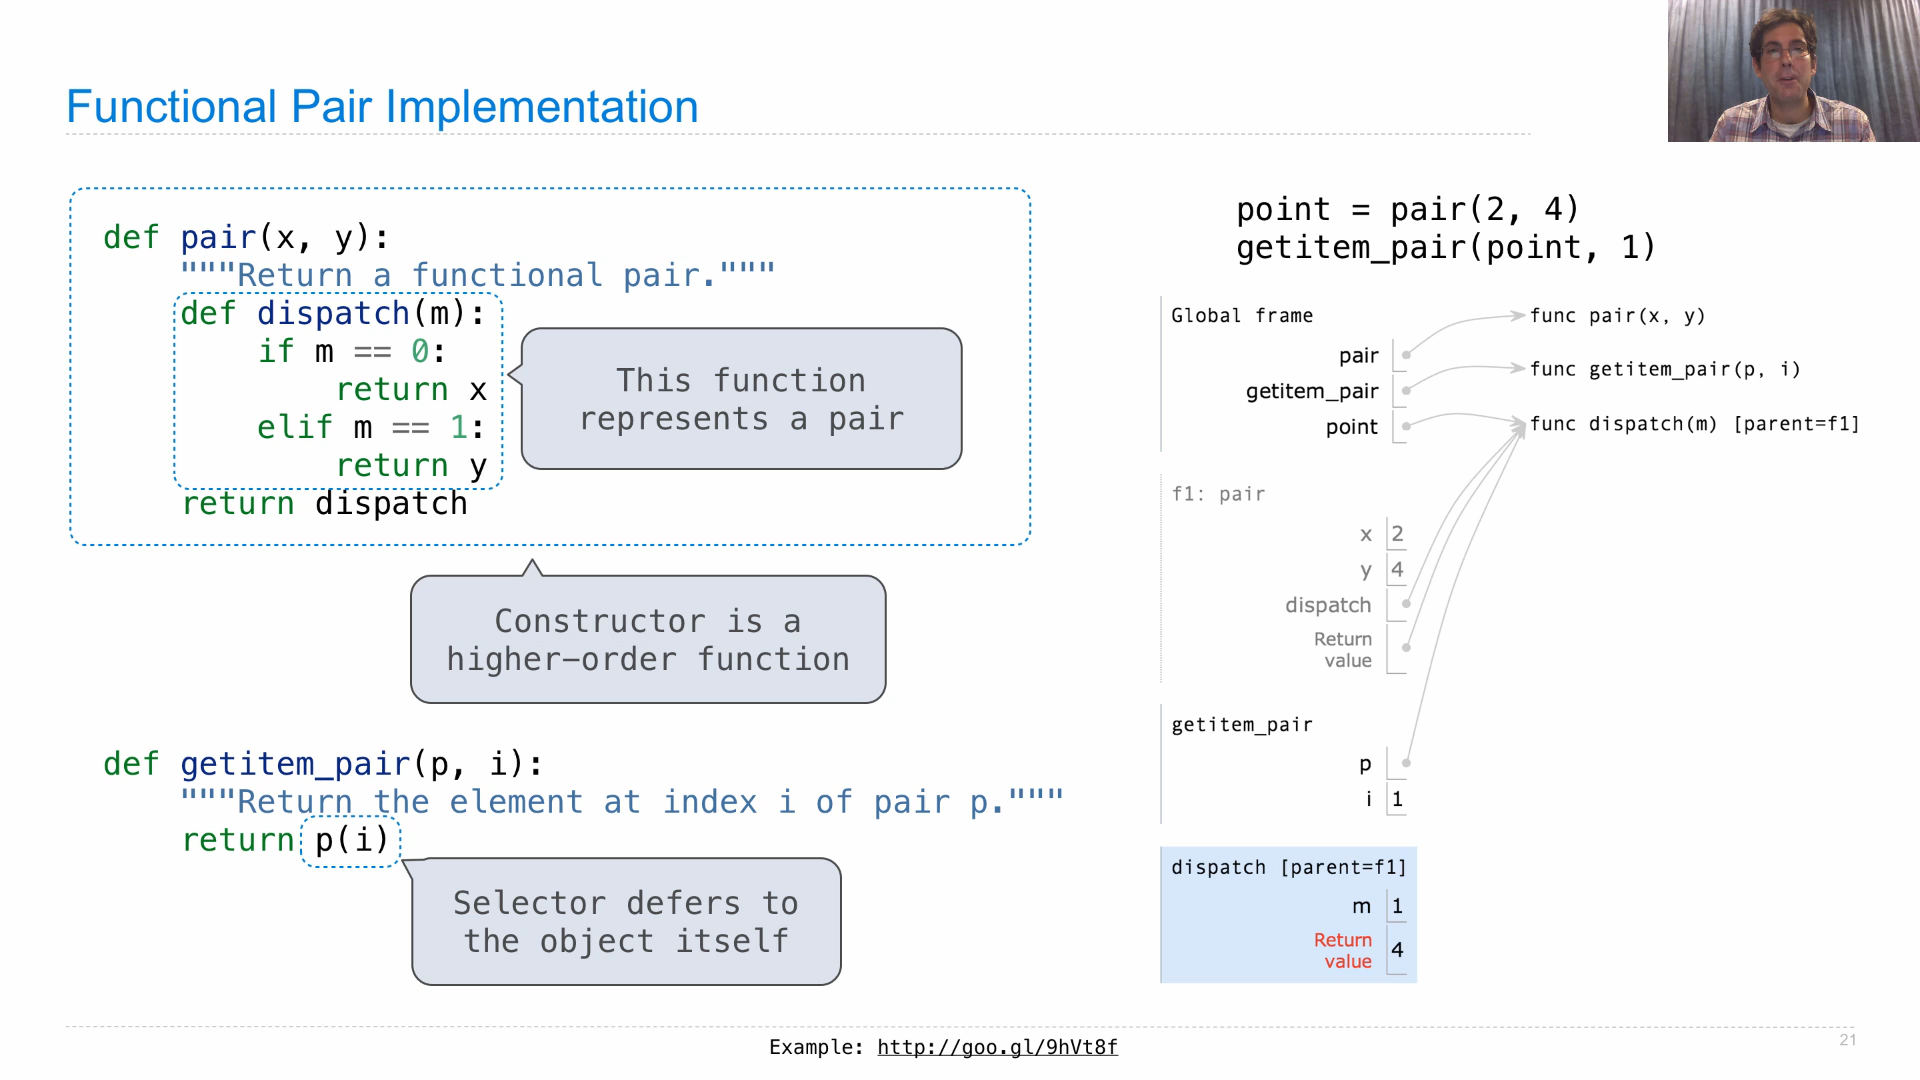 Functional Pair Implementation
def pair(x, y):
"""Return a functional pair."""
def dispatch(m):
if m == 0:
return x
elif m == 1:
return y
return dispatch
This function
represents a pair
Constructor is a
higher-order function
def getitem_pair(p, i):
"""Return the element at index i of pair p."""
return p(i)
Selector defers to
the object itself
point = pair(2, 4)
getitem_pair(point, 1)
Global frame
pair
getitem_pair
point
func pair(x, y)
func getitem_pair(p, i)
func dispatch(m) [parent=f1]
f1: pair
x 2
y 4
dispatch
Return
value
getitem_pair
p
i 1
dispatch [parent=f1]
m 1
Return
value 4
Example: http://goo.gl/9hVt8f
21